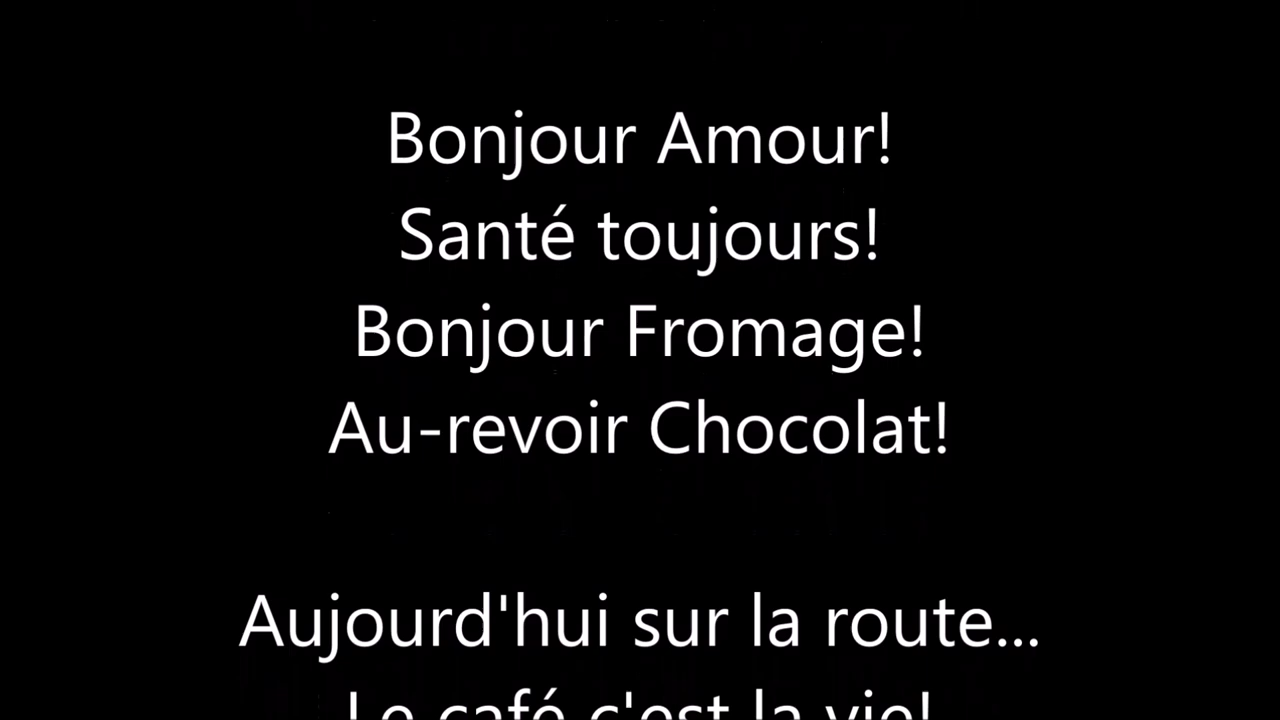 Bonjour Amour!
Santé toujours!
Bonjour Fromage!
Au-revoir Chocolat!
Aujourd'hui sur la route...
Le café c'est la vie!